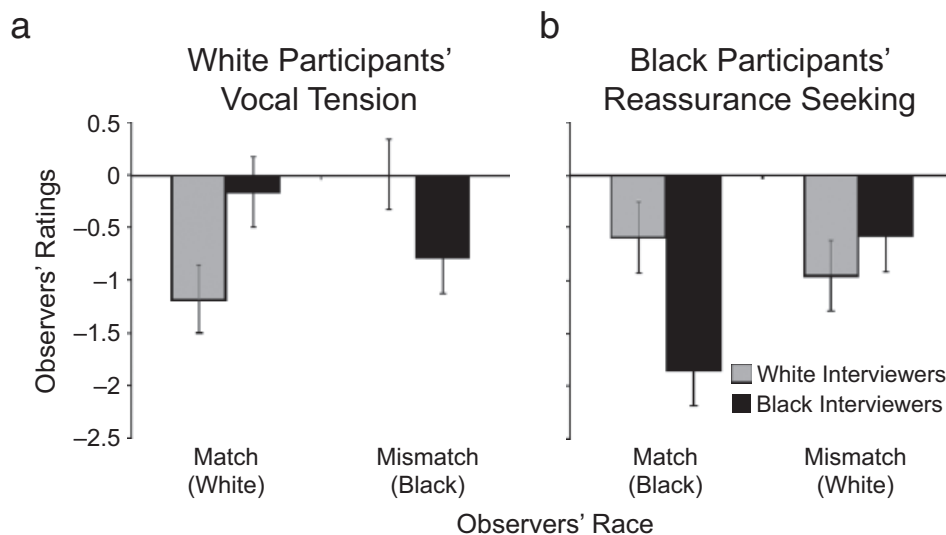 a
White Participants'
Vocal Tension
b
Black Participants'
Reassurance Seeking
Observers' Ratings
0.5
0
–0.5
–1
–1.5
–2
–2.5
White Interviewers
Black Interviewers
Match
(White)
Mismatch
(Black)
Match
(Black)
Mismatch
(White)
Observers' Race